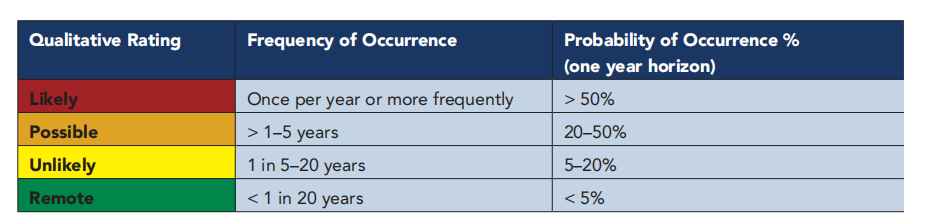 Qualitative Rating Frequency of Occurrence Probability of Occurrence %
(one year horizon)
Likely Once per year or more frequently > 50%
Possible > 1–5 years 20–50%
Unlikely 1 in 5–20 years 5–20%
Remote < 1 in 20 years < 5%